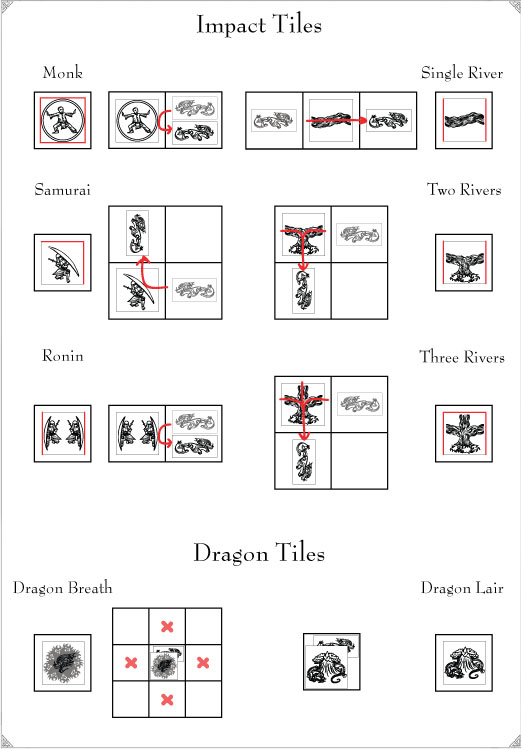 Impact Tiles
Monk
Single River
Samurai
Two Rivers
Ronin
Three Rivers
Dragon Tiles
Dragon Breath
Dragon Lair